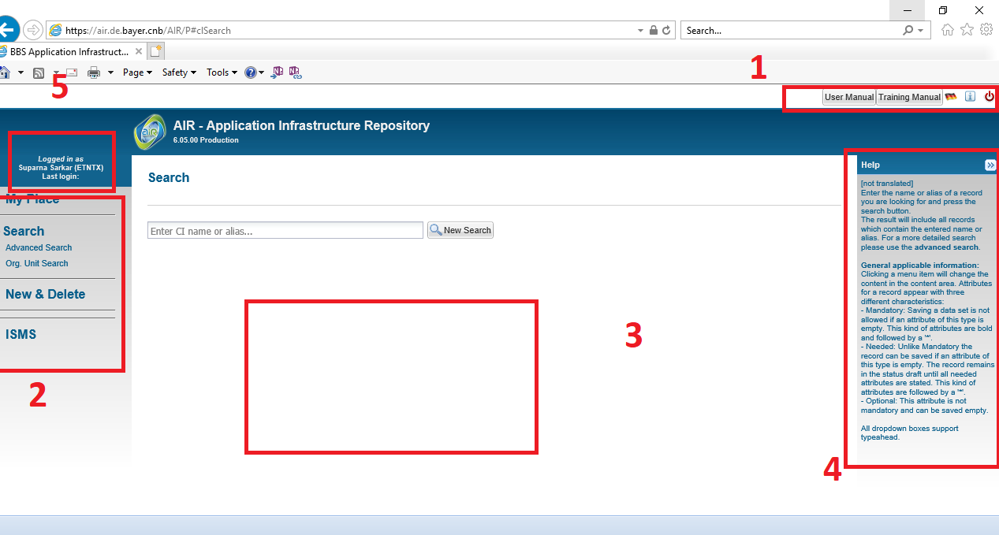 https://air.de.bayer.cnb/AIR/P#clSearch
Search...
BBS Application Infrastruct...
Page
Safety
Tools
1
5
User Manual
Training Manual
AIR
AIR - Application Infrastructure Repository
6.05.00 Production
Logged in as
Suparna Sarkar (ETNTX)
Last login:
My Place
Search
Advanced Search
Org. Unit Search
New & Delete
ISMS
2
Search
Enter CI name or alias...
New Search
3
Help
[not translated]
Enter the name or alias of a record
you are looking for and press the
search button.
The result will include all records
which contain the entered name or
alias. For a more detailed search
please use the advanced search.
General applicable information:
Clicking a menu item will change the
content in the content area. Attributes
for a record appear with three
different characteristics:
- Mandatory: Saving a data set is not
allowed if an attribute of this type is
empty. This kind of attributes are bold
and followed by a '*'.
- Needed: Unlike Mandatory the
record can be saved if an attribute of
this type is empty. The record remains
in the status draft until all needed
attributes are stated. This kind of
attributes are followed by a '*'.
- Optional: This attribute is not
mandatory and can be saved empty.
All dropdown boxes support
typeahead.
4